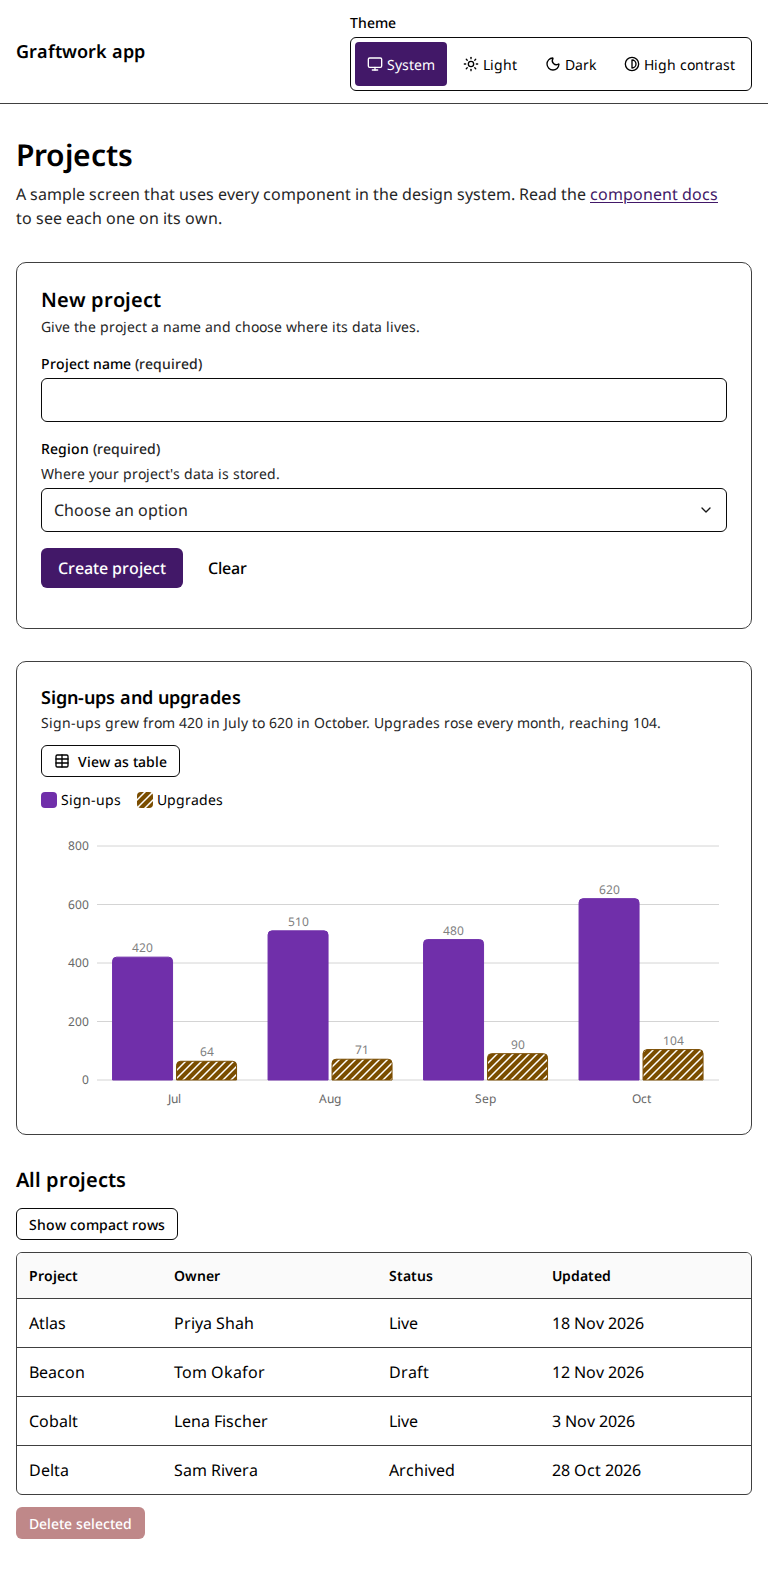 Theme
Graftwork app
System Light Dark High contrast
Projects
A sample screen that uses every component in the design system. Read the component docs
to see each one on its own.
New project
Give the project a name and choose where its data lives.
Project name (required)
Region (required)
Where your project's data is stored.
Choose an option
Create project Clear
Sign-ups and upgrades
Sign-ups grew from 420 in July to 620 in October. Upgrades rose every month, reaching 104.
View as table
Sign-ups Upgrades
800
600
400
200
0
420 64 510 71 480 90 620 104
Jul Aug Sep Oct
All projects
Show compact rows
Project Owner Status Updated
Atlas Priya Shah Live 18 Nov 2026
Beacon Tom Okafor Draft 12 Nov 2026
Cobalt Lena Fischer Live 3 Nov 2026
Delta Sam Rivera Archived 28 Oct 2026
Delete selected